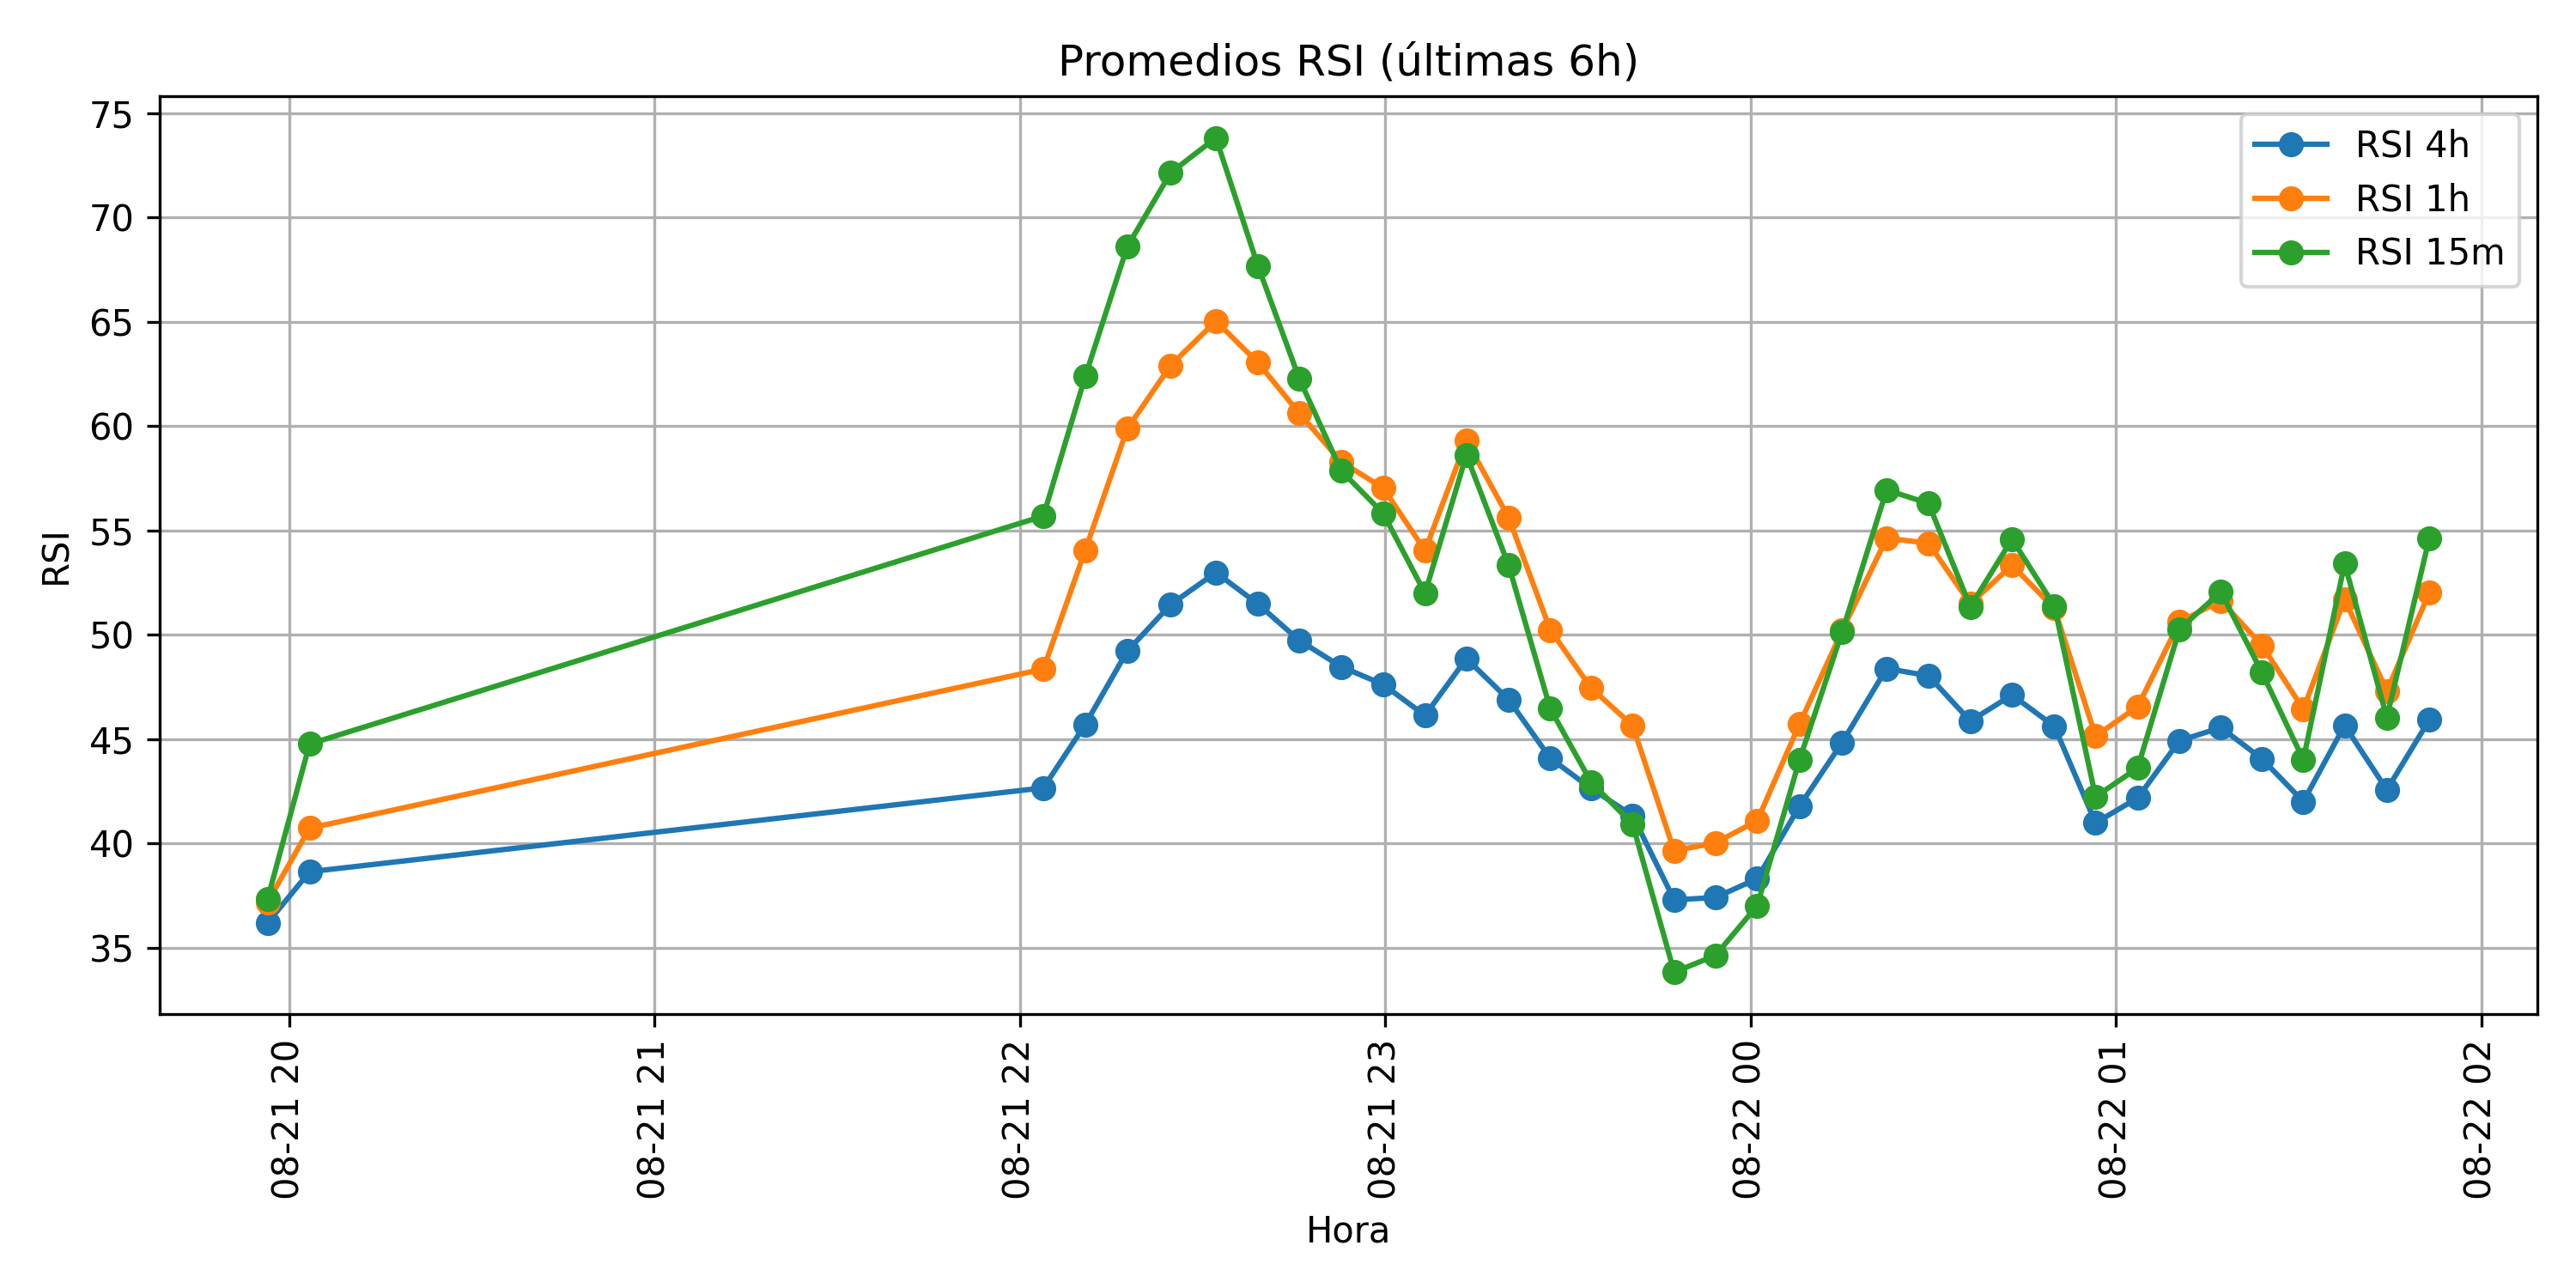 Promedios RSI (últimas 6h)
RSI
75
70
65
60
55
50
45
40
35
RSI 4h
RSI 1h
RSI 15m
08-21 20
08-21 21
08-21 22
08-21 23
08-22 00
08-22 01
08-22 02
Hora